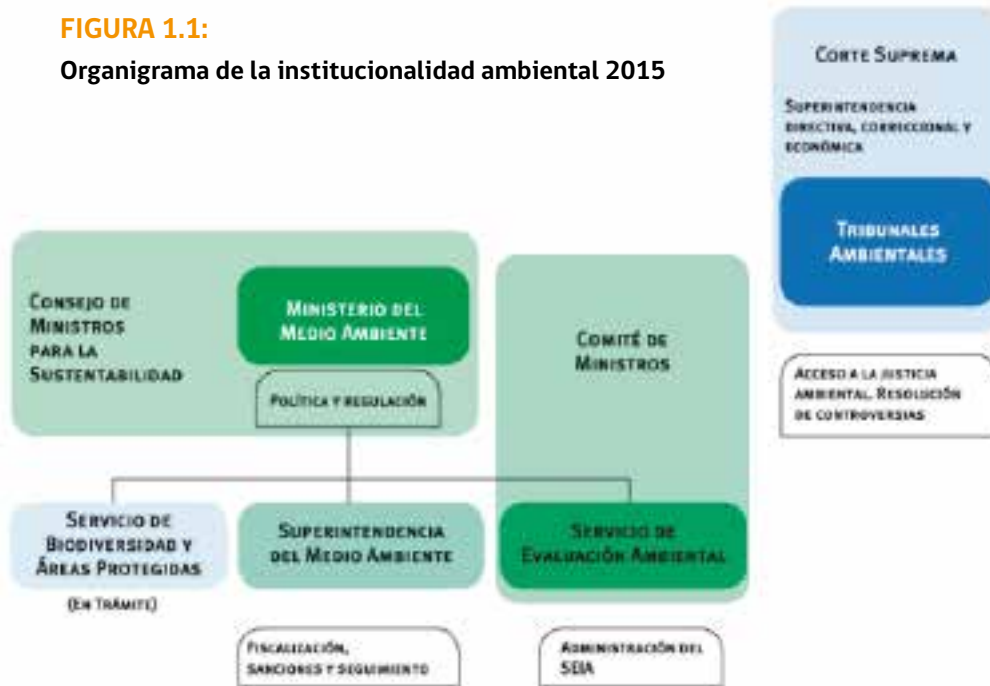 FIGURA 1.1:
Organigrama de la institucionalidad ambiental 2015
CORTE SUPREMA
SUPERINTENDENCIA
DIRECTIVA, CORRECCIONAL Y
ECONÓMICA
TRIBUNALES
AMBIENTALES
ACCESO A LA JUSTICIA
AMBIENTAL. RESOLUCIÓN
DE CONTROVERSIAS
CONSEJO DE
MINISTROS
PARA LA
SUSTENTABILIDAD
MINISTERIO DEL
MEDIO AMBIENTE
POLÍTICA Y REGULACIÓN
COMITÉ DE
MINISTROS
SERVICIO DE
BIODIVERSIDAD Y
ÁREAS PROTEGIDAS
(EN TRÁMITE)
SUPERINTENDENCIA
DEL MEDIO AMBIENTE
FISCALIZACIÓN,
SANCIONES Y SEGUIMIENTO
SERVICIO DE
EVALUACIÓN AMBIENTAL
ADMINISTRACIÓN DEL
SEIA